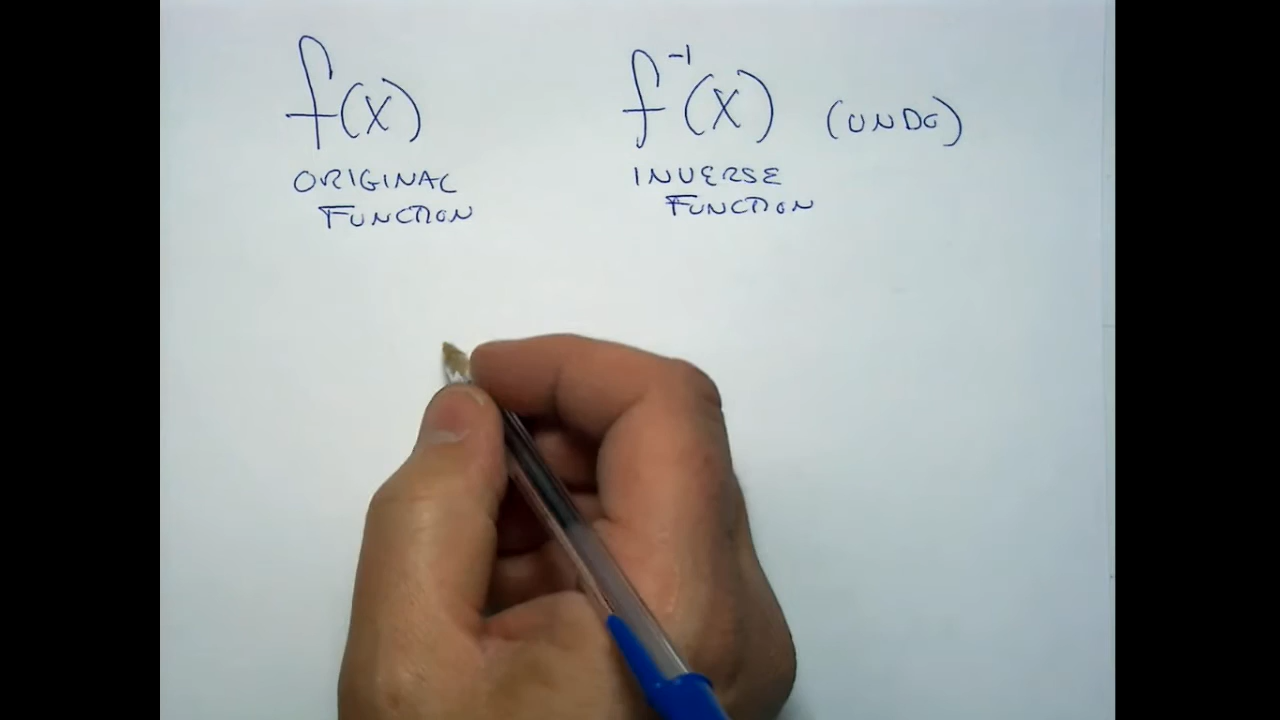 f(x) f⁻¹(x) (UNDO)
ORIGINAL INVERSE
FUNCTION FUNCTION